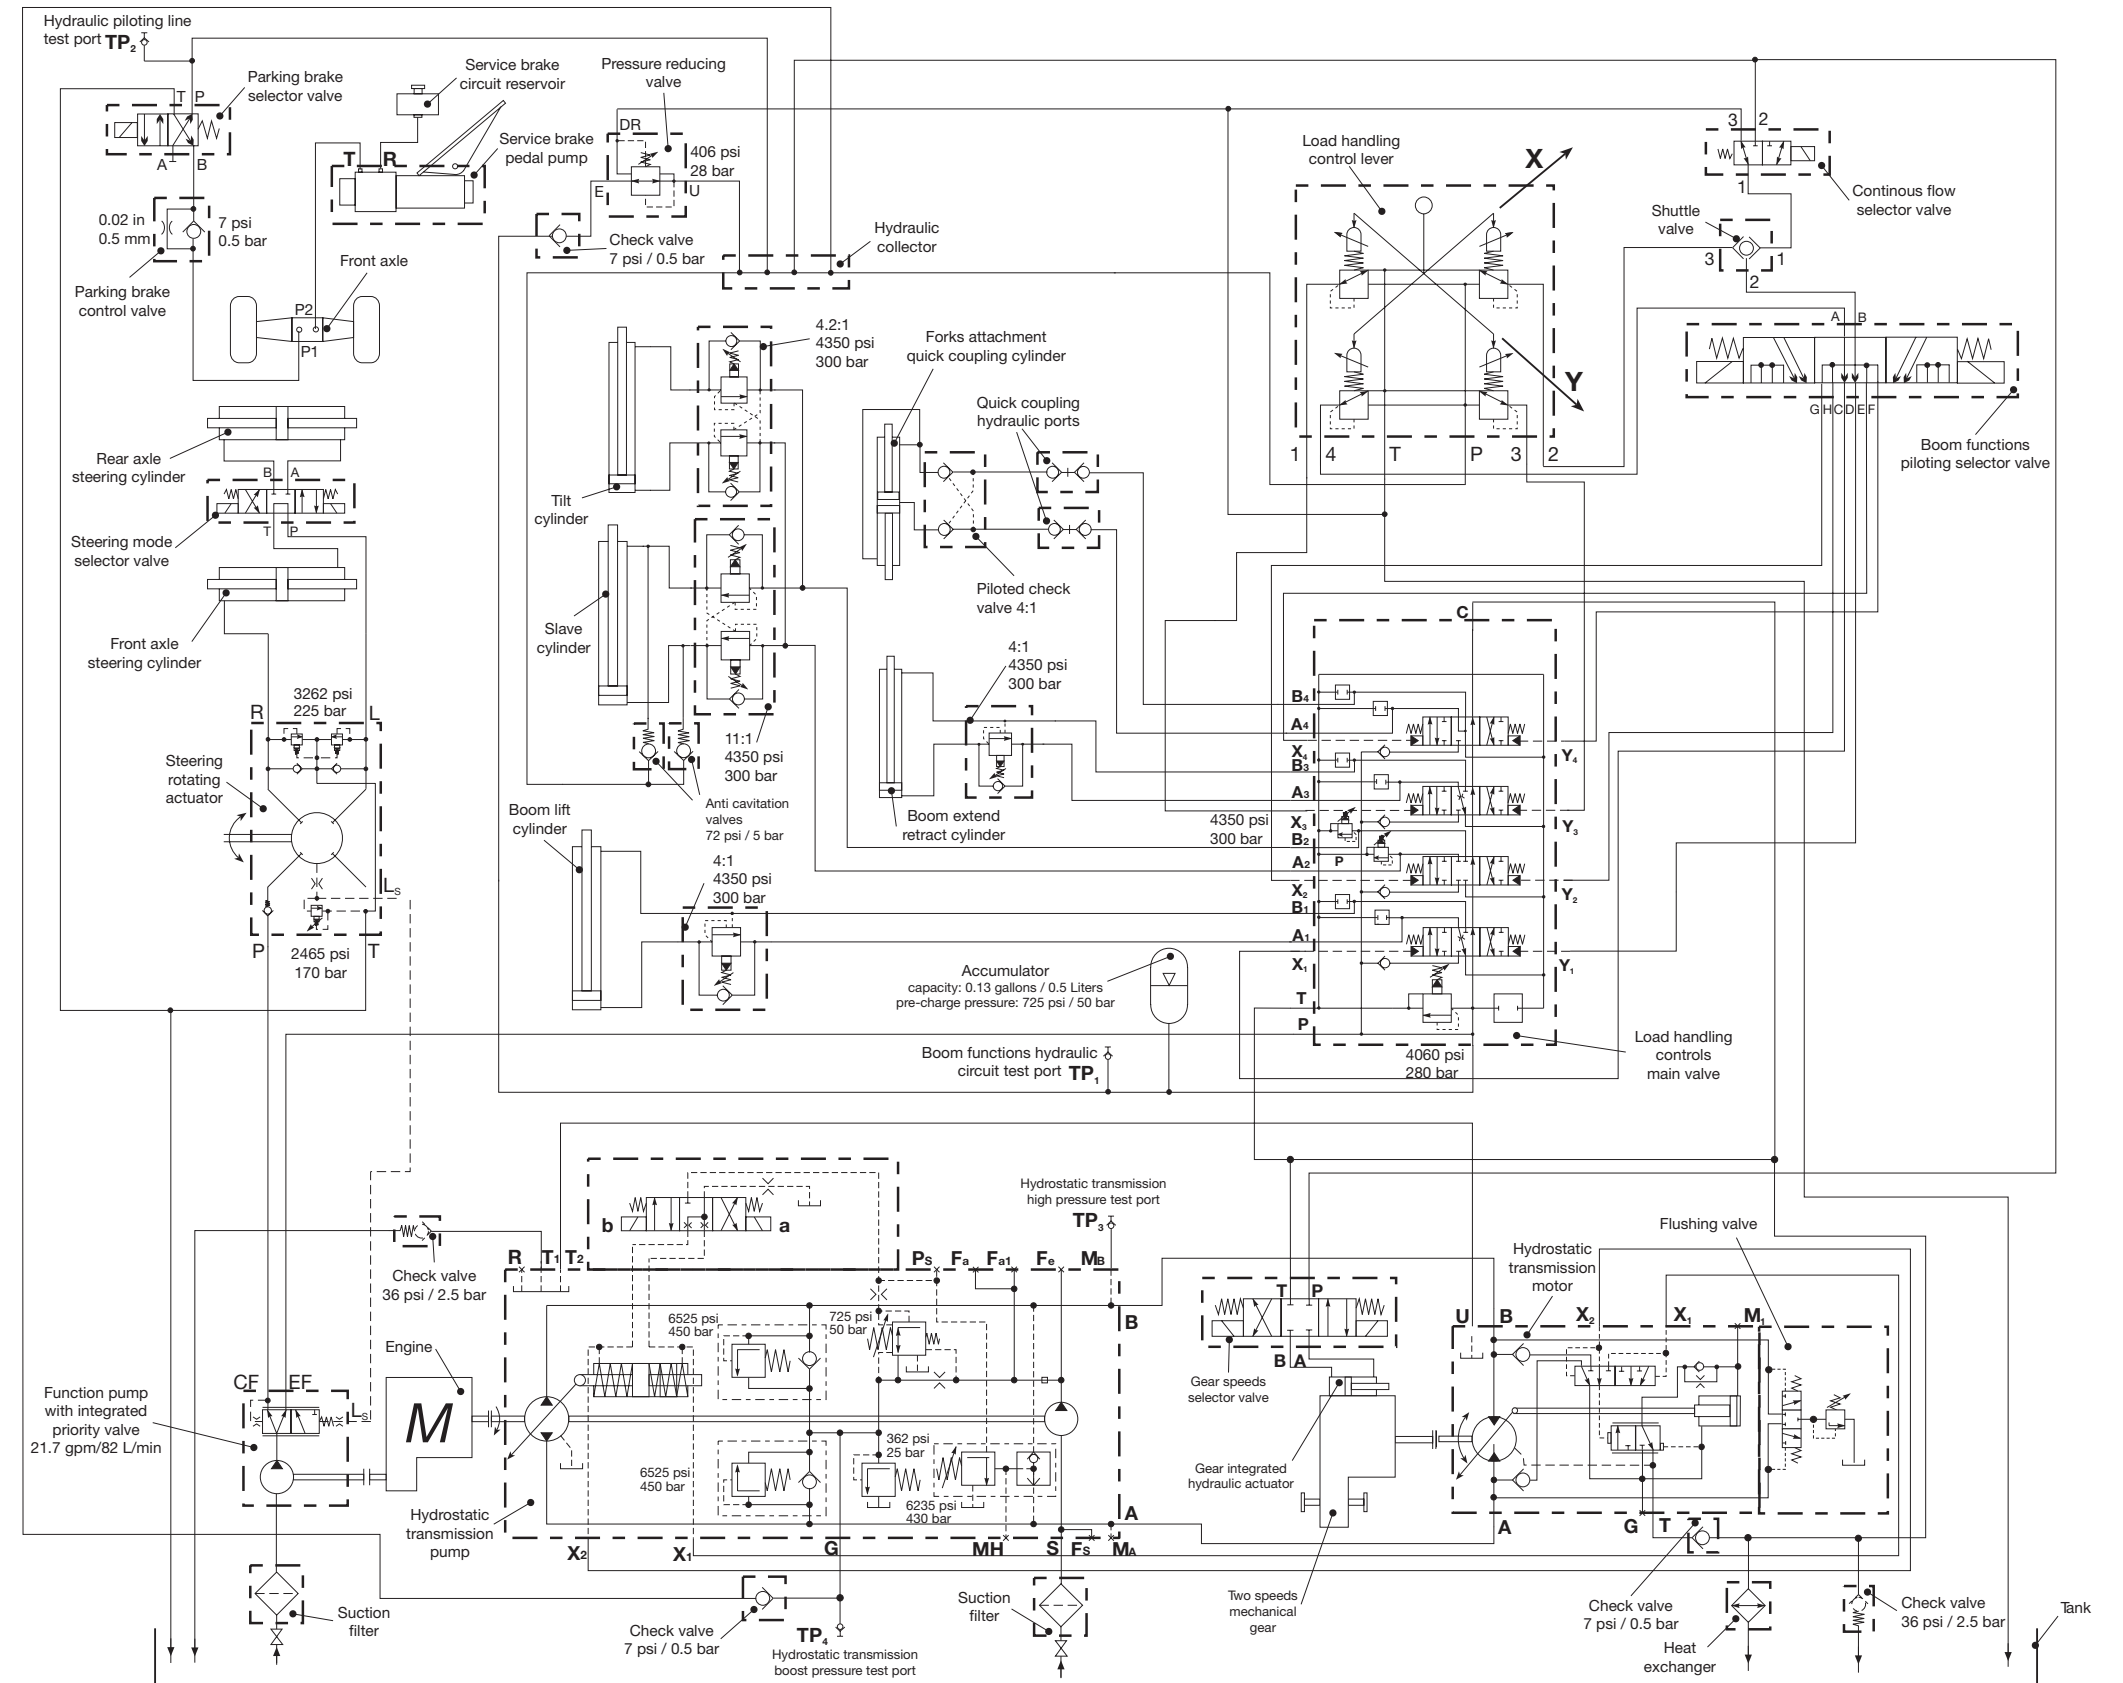 Hydraulic piloting line
test port TP2
Parking brake
selector valve
T P
A B
Service brake
circuit reservoir
Service brake
pedal pump
T R
Pressure reducing
valve
DR
406 psi
28 bar
E U
Check valve
7 psi / 0.5 bar
Hydraulic
collector
0.02 in
0.5 mm
7 psi
0.5 bar
Parking brake
control valve
Front axle
P2
P1
Load handling
control lever
X
Y
1 4 T P 3 2
3 2
1
Continous flow
selector valve
Shuttle
valve
3 1
2
A B
G H C D E F
Boom functions
piloting selector valve
Rear axle
steering cylinder
B A
T P
Steering mode
selector valve
Front axle
steering cylinder
4.2:1
4350 psi
300 bar
Tilt
cylinder
Forks attachment
quick coupling cylinder
Quick coupling
hydraulic ports
Piloted check
valve 4:1
Slave
cylinder
11:1
4350 psi
300 bar
Anti cavitation
valves
72 psi / 5 bar
4:1
4350 psi
300 bar
Boom extend
retract cylinder
Boom lift
cylinder
4:1
4350 psi
300 bar
3262 psi
225 bar
R L
Steering
rotating
actuator
LS
P T
2465 psi
170 bar
Accumulator
capacity: 0.13 gallons / 0.5 Liters
pre-charge pressure: 725 psi / 50 bar
Boom functions hydraulic
circuit test port TP1
C
B4
A4
X4
Y4
B3
A3
X3
Y3
4350 psi
300 bar
B2
P
A2
X2
Y2
B1
A1
X1
Y1
T
P
4060 psi
280 bar
Load handling
controls
main valve
b a
Hydrostatic transmission
high pressure test port
TP3
Check valve
36 psi / 2.5 bar
R T1 T2
PS Fa Fa1 Fe MB
B
6525 psi
450 bar
725 psi
50 bar
Engine
M
CF EF
LS
Function pump
with integrated
priority valve
21.7 gpm/82 L/min
362 psi
25 bar
6525 psi
450 bar
6235 psi
430 bar
Hydrostatic
transmission
pump
A
X2 X1 G MH S FS MA
Suction
filter
Check valve
7 psi / 0.5 bar
TP4
Hydrostatic transmission
boost pressure test port
Suction
filter
T P
B A
Gear speeds
selector valve
Gear integrated
hydraulic actuator
Two speeds
mechanical
gear
Flushing valve
Hydrostatic
transmission
motor
U B X2 X1 M1
A G T
Check valve
7 psi / 0.5 bar
Heat
exchanger
Check valve
36 psi / 2.5 bar
Tank